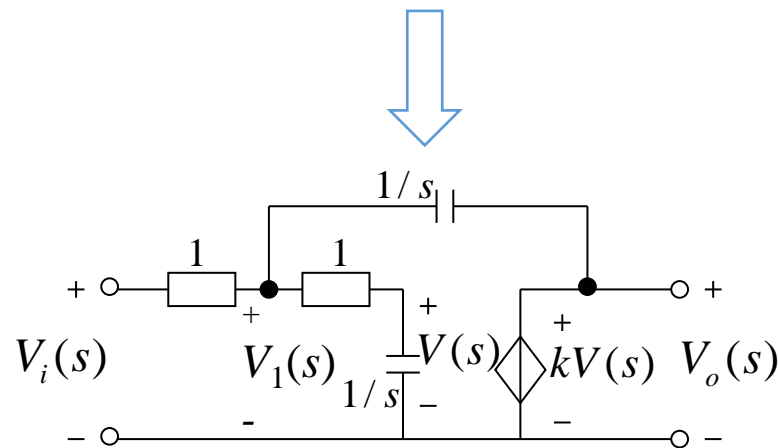 1/s
1 1
+ + + + +
V_i(s) V_1(s) V(s) kV(s) V_o(s)
1/s
− - − − −